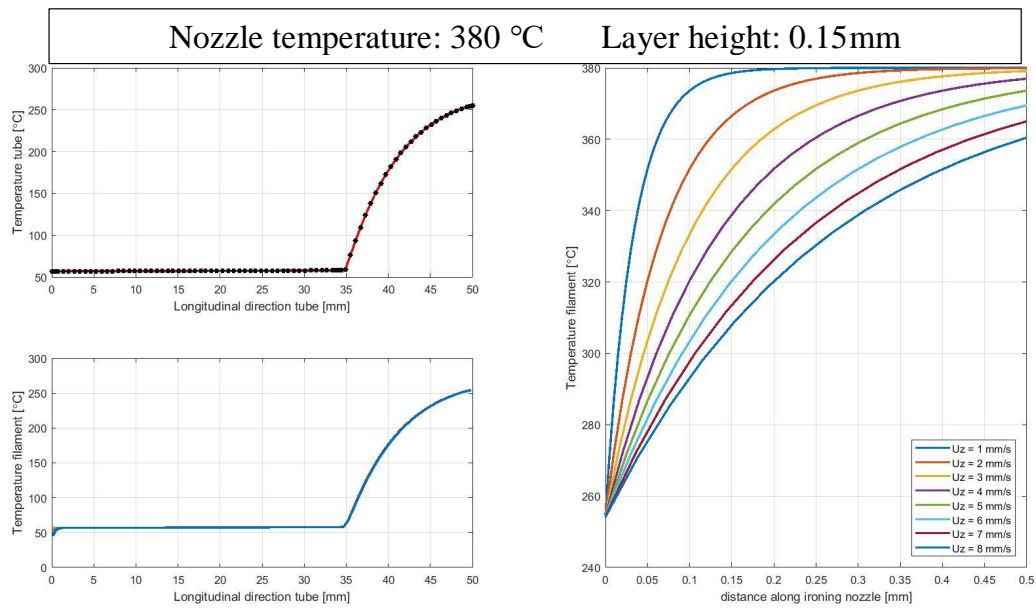 Nozzle temperature: 380 °C Layer height: 0.15mm
300
250
200
150
100
50
Temperature tube [°C]
0 5 10 15 20 25 30 35 40 45 50
Longitudinal direction tube [mm]
300
250
200
150
100
50
0
Temperature filament [°C]
0 5 10 15 20 25 30 35 40 45 50
Longitudinal direction tube [mm]
380
360
340
320
300
280
260
240
Temperature filament [°C]
Uz = 1 mm/s
Uz = 2 mm/s
Uz = 3 mm/s
Uz = 4 mm/s
Uz = 5 mm/s
Uz = 6 mm/s
Uz = 7 mm/s
Uz = 8 mm/s
0 0.05 0.1 0.15 0.2 0.25 0.3 0.35 0.4 0.45 0.5
distance along ironing nozzle [mm]